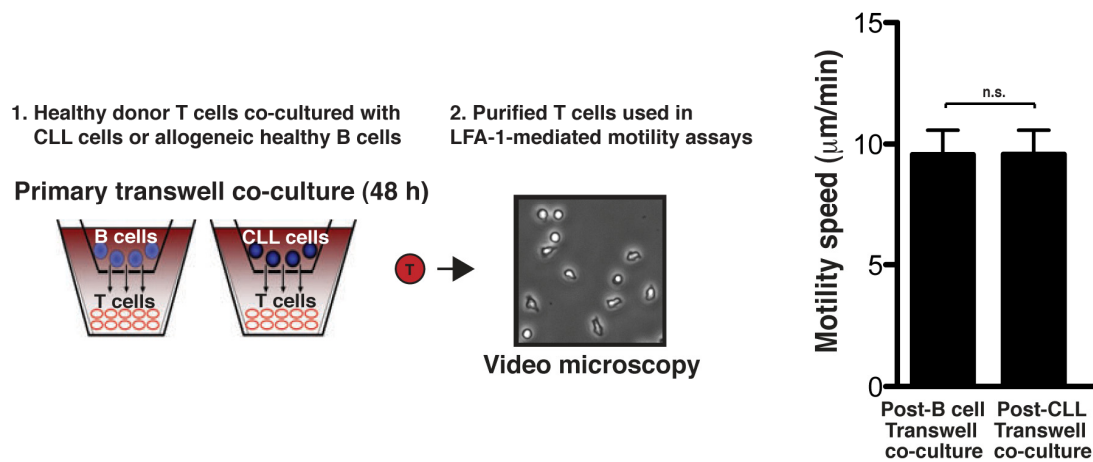 1. Healthy donor T cells co-cultured with
CLL cells or allogeneic healthy B cells
2. Purified T cells used in
LFA-1-mediated motility assays
Primary transwell co-culture (48 h)
B cells
T cells
CLL cells
T cells
T
Video microscopy
Motility speed (μm/min)
15
10
5
0
n.s.
Post-B cell
Transwell
co-culture
Post-CLL
Transwell
co-culture